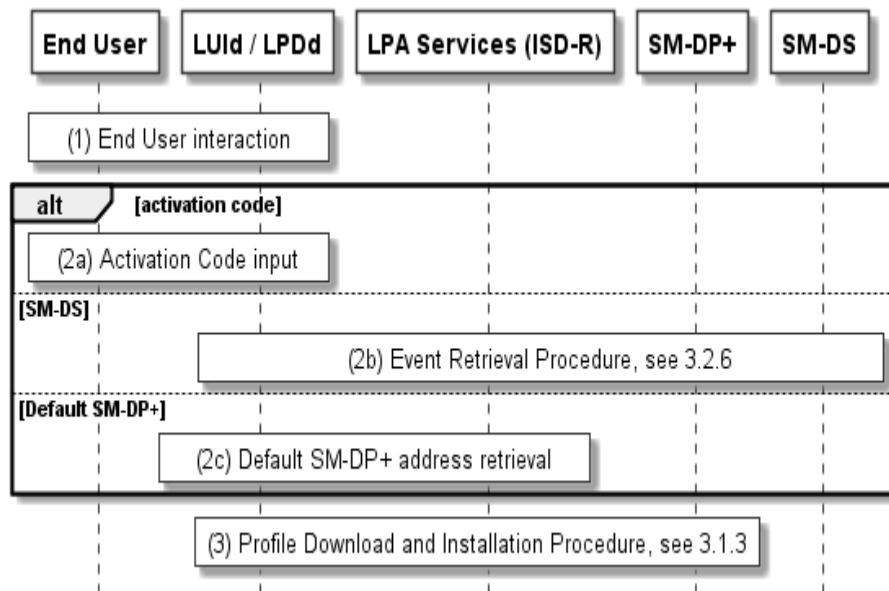 End User LUId / LPDd LPA Services (ISD-R) SM-DP+ SM-DS
(1) End User interaction
alt [activation code]
(2a) Activation Code input
[SM-DS]
(2b) Event Retrieval Procedure, see 3.2.6
[Default SM-DP+]
(2c) Default SM-DP+ address retrieval
(3) Profile Download and Installation Procedure, see 3.1.3